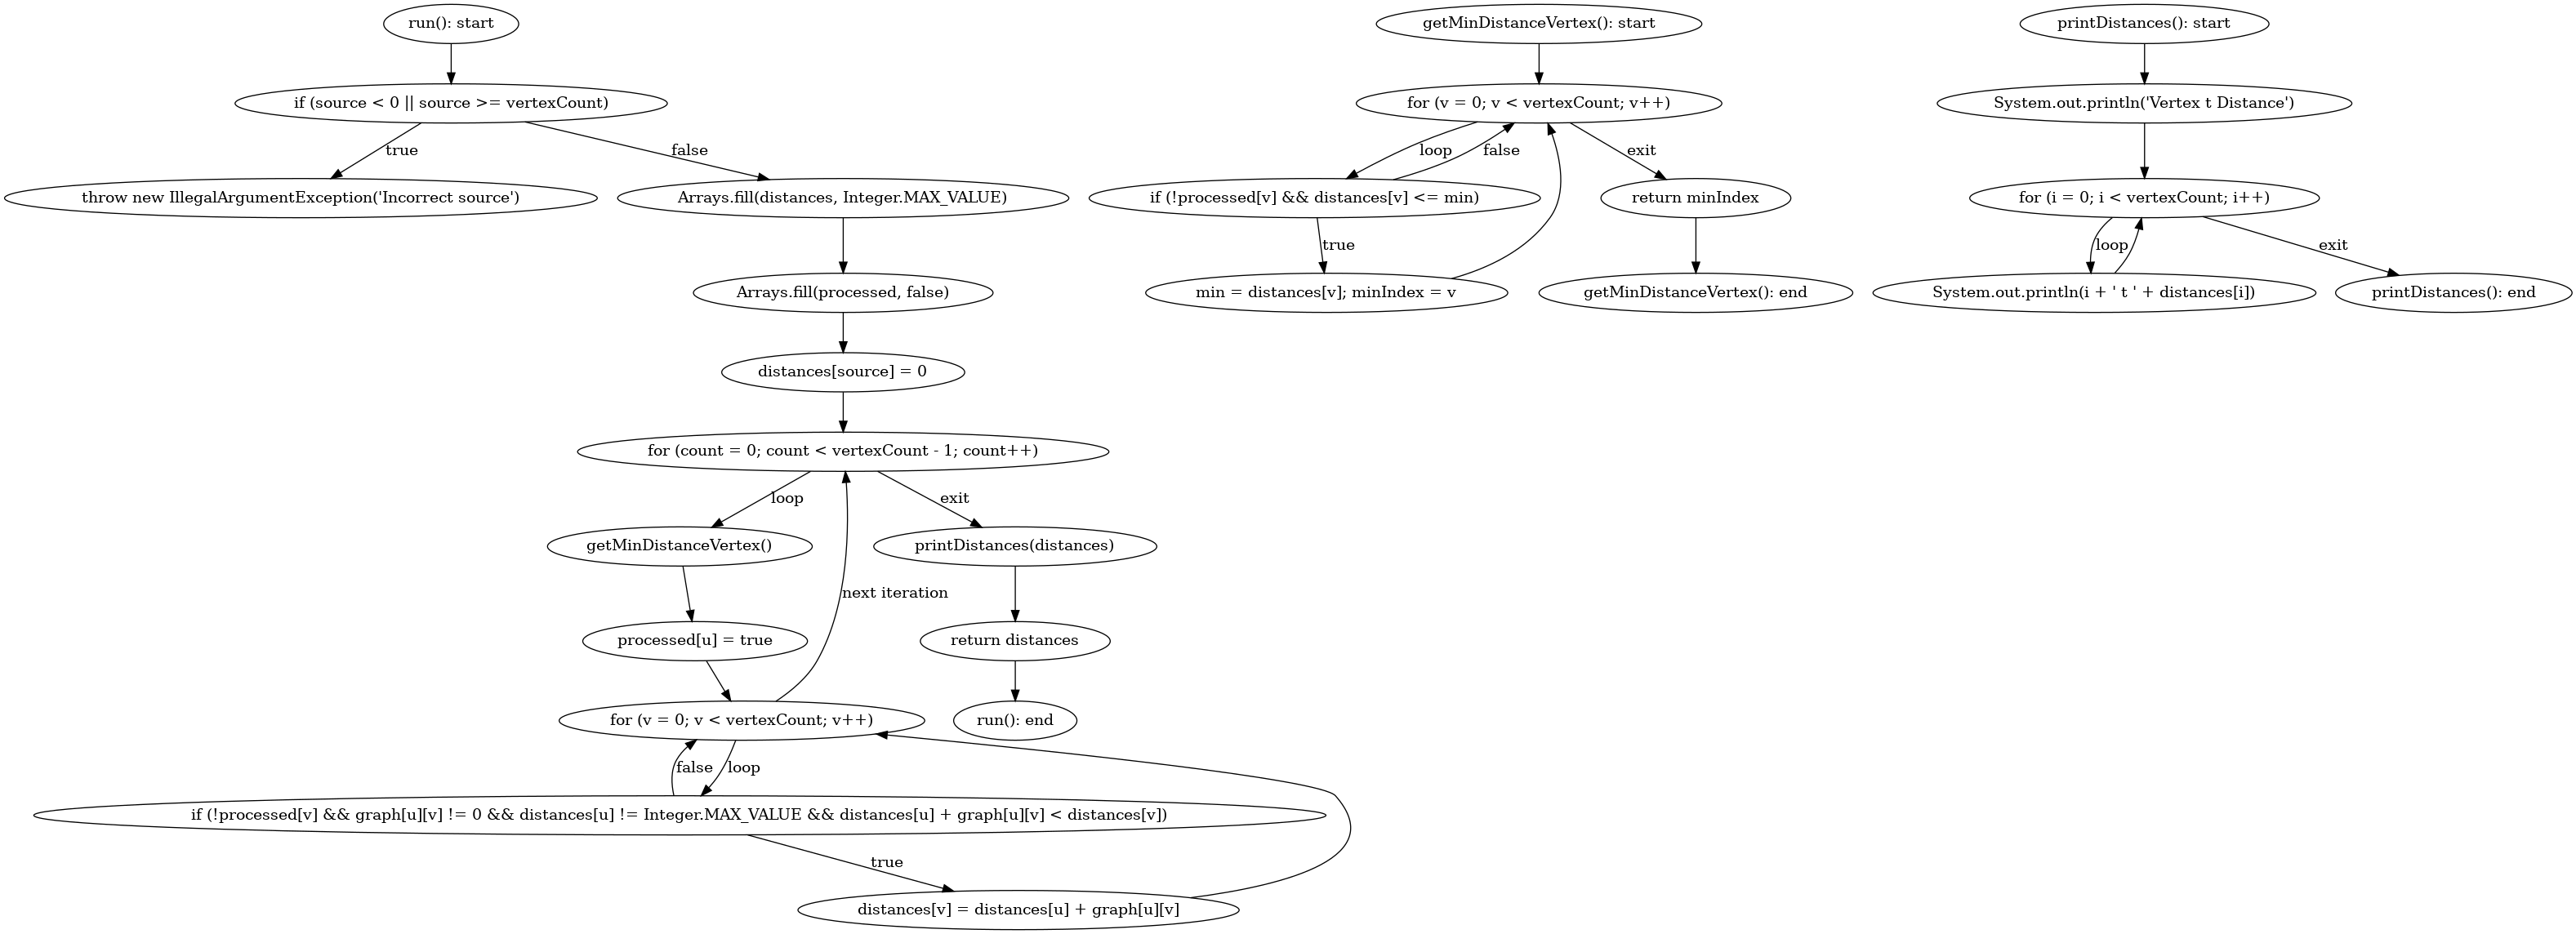 run(): start
if (source < 0 || source >= vertexCount)
true
false
throw new IllegalArgumentException('Incorrect source')
Arrays.fill(distances, Integer.MAX_VALUE)
Arrays.fill(processed, false)
distances[source] = 0
for (count = 0; count < vertexCount - 1; count++)
loop
exit
getMinDistanceVertex()
printDistances(distances)
next iteration
processed[u] = true
return distances
for (v = 0; v < vertexCount; v++)
run(): end
false
loop
if (!processed[v] && graph[u][v] != 0 && distances[u] != Integer.MAX_VALUE && distances[u] + graph[u][v] < distances[v])
true
distances[v] = distances[u] + graph[u][v]
getMinDistanceVertex(): start
for (v = 0; v < vertexCount; v++)
loop
false
exit
if (!processed[v] && distances[v] <= min)
return minIndex
true
min = distances[v]; minIndex = v
getMinDistanceVertex(): end
printDistances(): start
System.out.println('Vertex t Distance')
for (i = 0; i < vertexCount; i++)
loop
exit
System.out.println(i + ' t ' + distances[i])
printDistances(): end